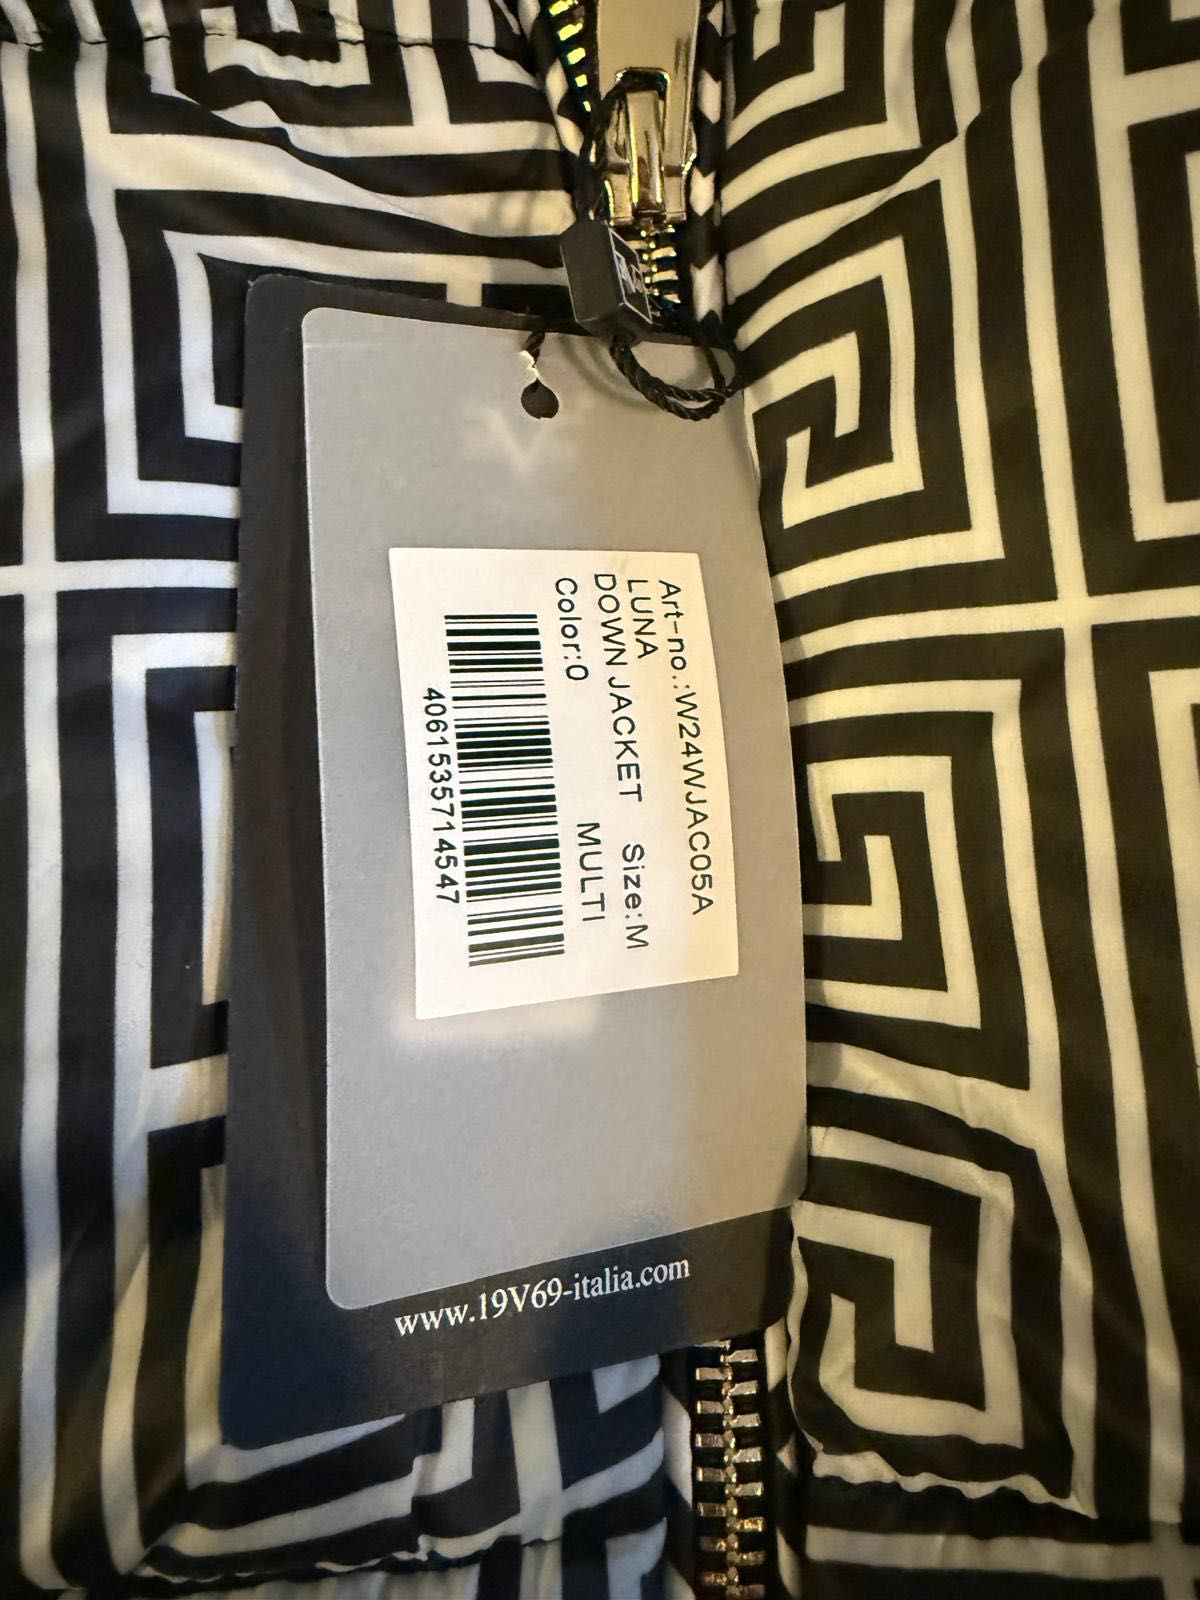 Art-no.:W24WJAC05A
LUNA
DOWN JACKET Size:M
Color:0 MULTI
4061535714547
www.19V69-italia.com